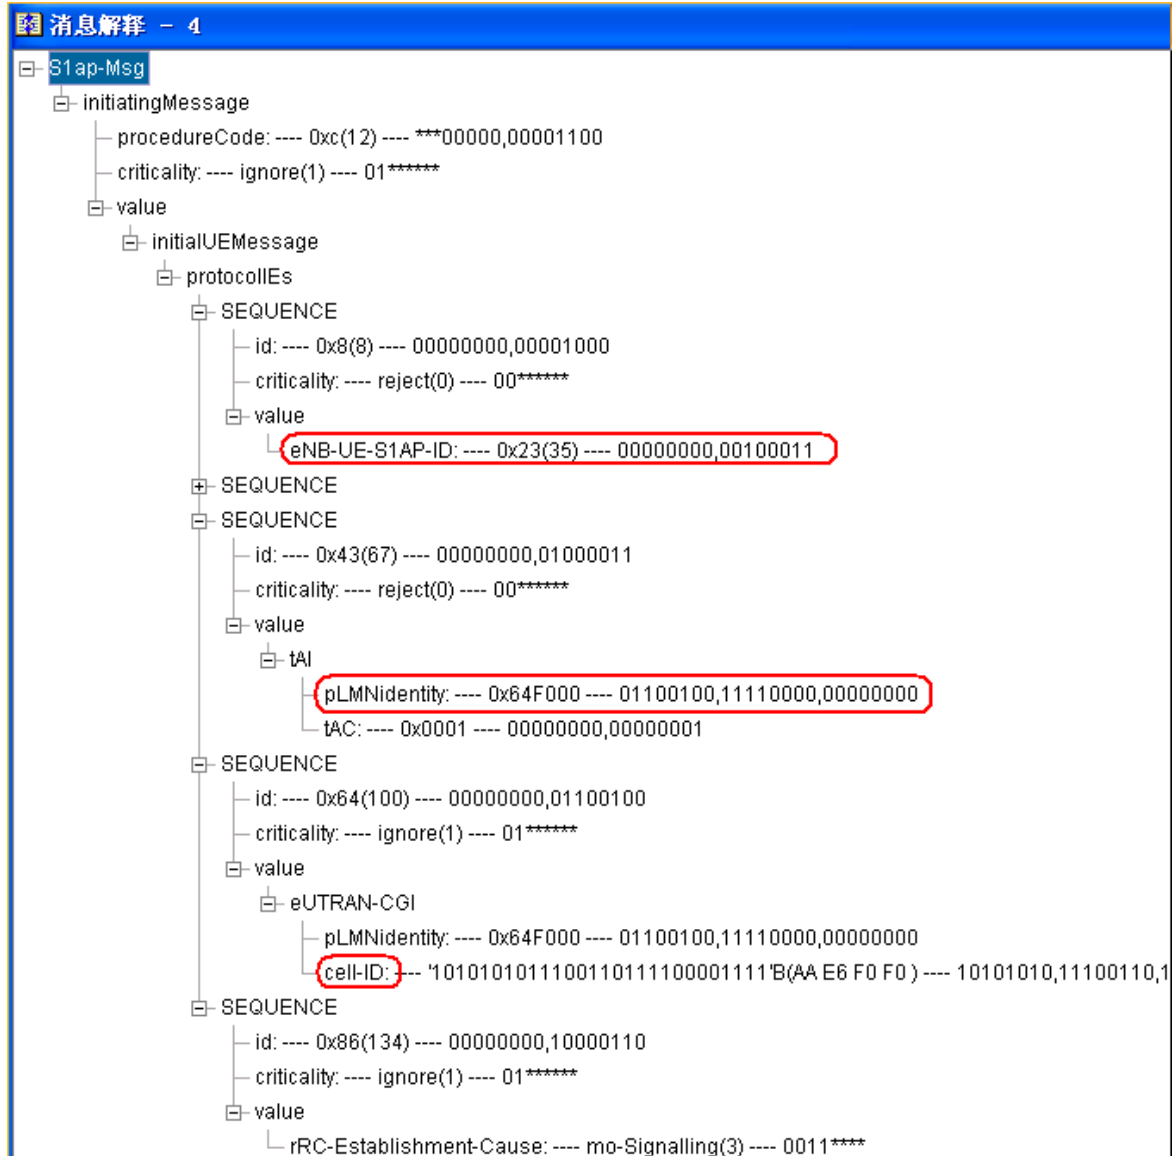 消息解释 - 4
S1ap-Msg
initiatingMessage
procedureCode: ---- 0xc(12) ---- ***00000,00001100
criticality: ---- ignore(1) ---- 01******
value
initialUEMessage
protocolIEs
SEQUENCE
id: ---- 0x8(8) ---- 00000000,00001000
criticality: ---- reject(0) ---- 00******
value
eNB-UE-S1AP-ID: ---- 0x23(35) ---- 00000000,00100011
SEQUENCE
SEQUENCE
id: ---- 0x43(67) ---- 00000000,01000011
criticality: ---- reject(0) ---- 00******
value
tAI
pLMNidentity: ---- 0x64F000 ---- 01100100,11110000,00000000
tAC: ---- 0x0001 ---- 00000000,00000001
SEQUENCE
id: ---- 0x64(100) ---- 00000000,01100100
criticality: ---- ignore(1) ---- 01******
value
eUTRAN-CGI
pLMNidentity: ---- 0x64F000 ---- 01100100,11110000,00000000
cell-ID: ---- '1010101011100110111100001111'B(AA E6 F0 F0 ) ---- 10101010,11100110,1
SEQUENCE
id: ---- 0x86(134) ---- 00000000,10000110
criticality: ---- ignore(1) ---- 01******
value
rRC-Establishment-Cause: ---- mo-Signalling(3) ---- 0011****